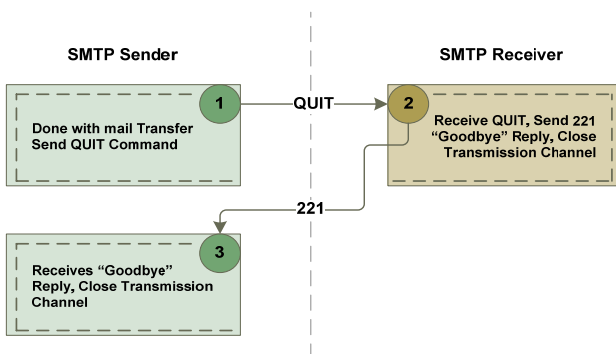 SMTP Sender
SMTP Receiver
1
Done with mail Transfer
Send QUIT Command
QUIT
2
Receive QUIT, Send 221
“Goodbye” Reply, Close
Transmission Channel
221
3
Receives “Goodbye”
Reply, Close Transmission
Channel